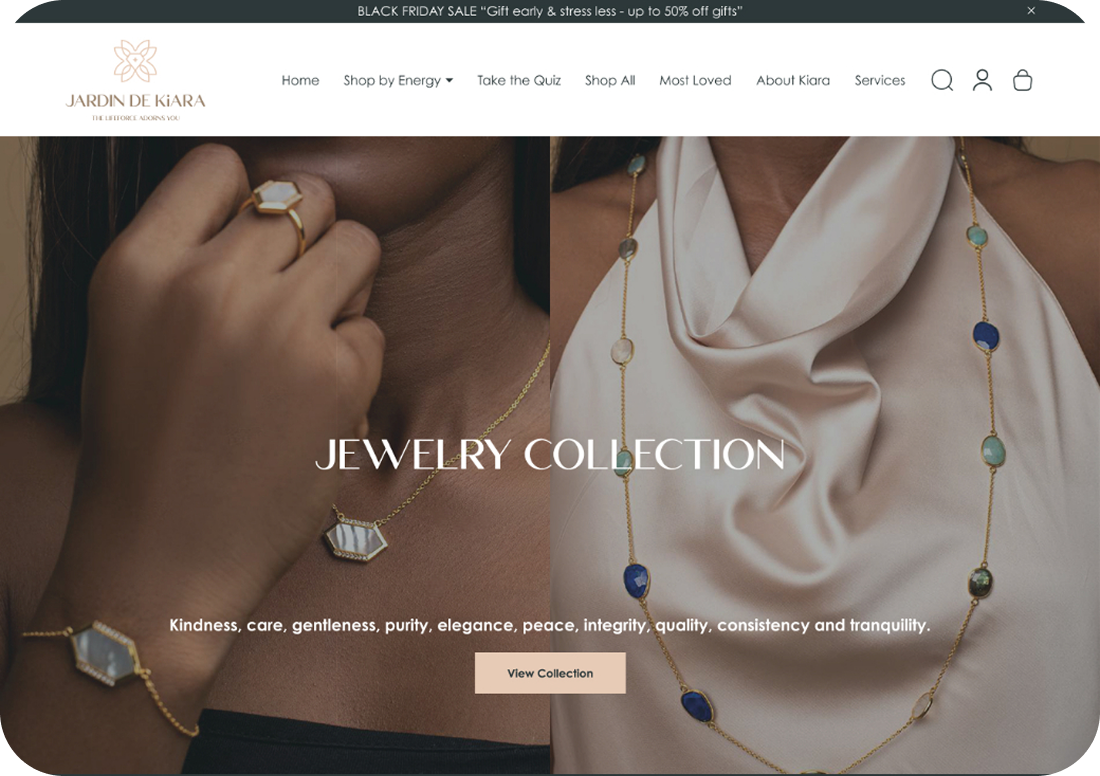 BLACK FRIDAY SALE “Gift early & stress less - up to 50% off gifts”
JARDIN DE KiARA
THE LIFEFORCE ADORNS YOU
Home Shop by Energy Take the Quiz Shop All Most Loved About Kiara Services
JEWELRY COLLECTION
Kindness, care, gentleness, purity, elegance, peace, integrity, quality, consistency and tranquility.
View Collection